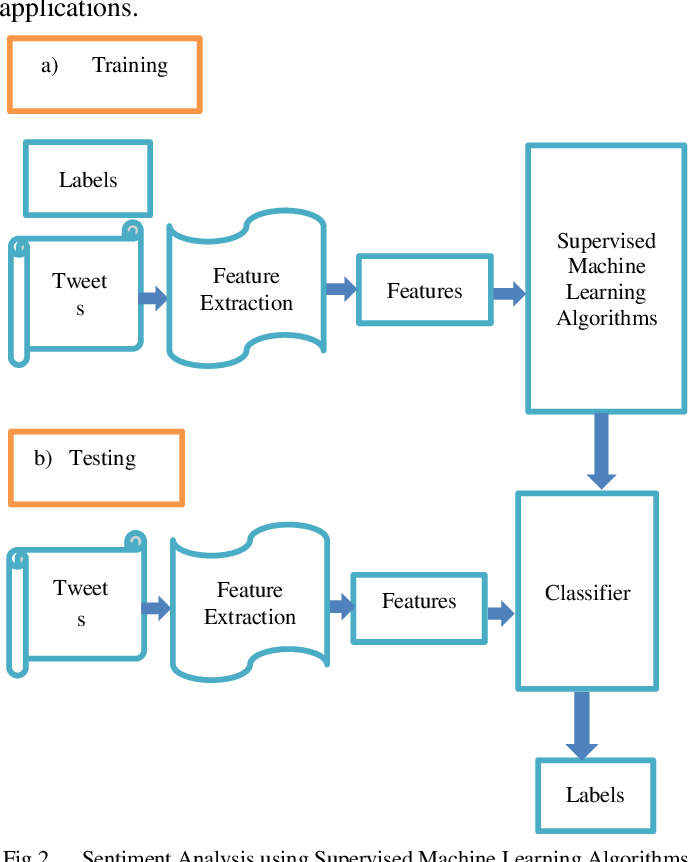 applications.
a) Training
Labels
Tweet
s
Feature
Extraction
Features
Supervised
Machine
Learning
Algorithms
b) Testing
Tweet
s
Feature
Extraction
Features
Classifier
Labels
Fig 2. Sentiment Analysis using Supervised Machine Learning Algorithms